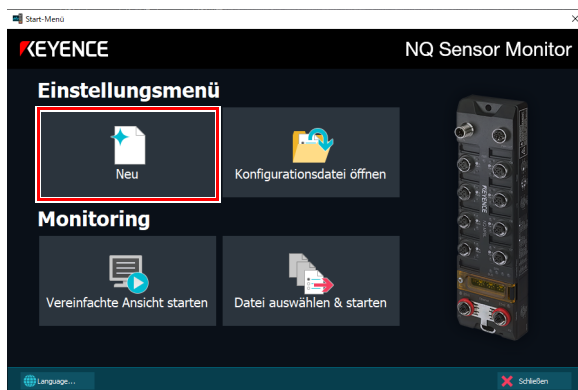 Start-Menü
KEYENCE
NQ Sensor Monitor
Einstellungsmenü
Neu
Konfigurationsdatei öffnen
Monitoring
Vereinfachte Ansicht starten
Datei auswählen & starten
KEYENCE
Language...
Schließen